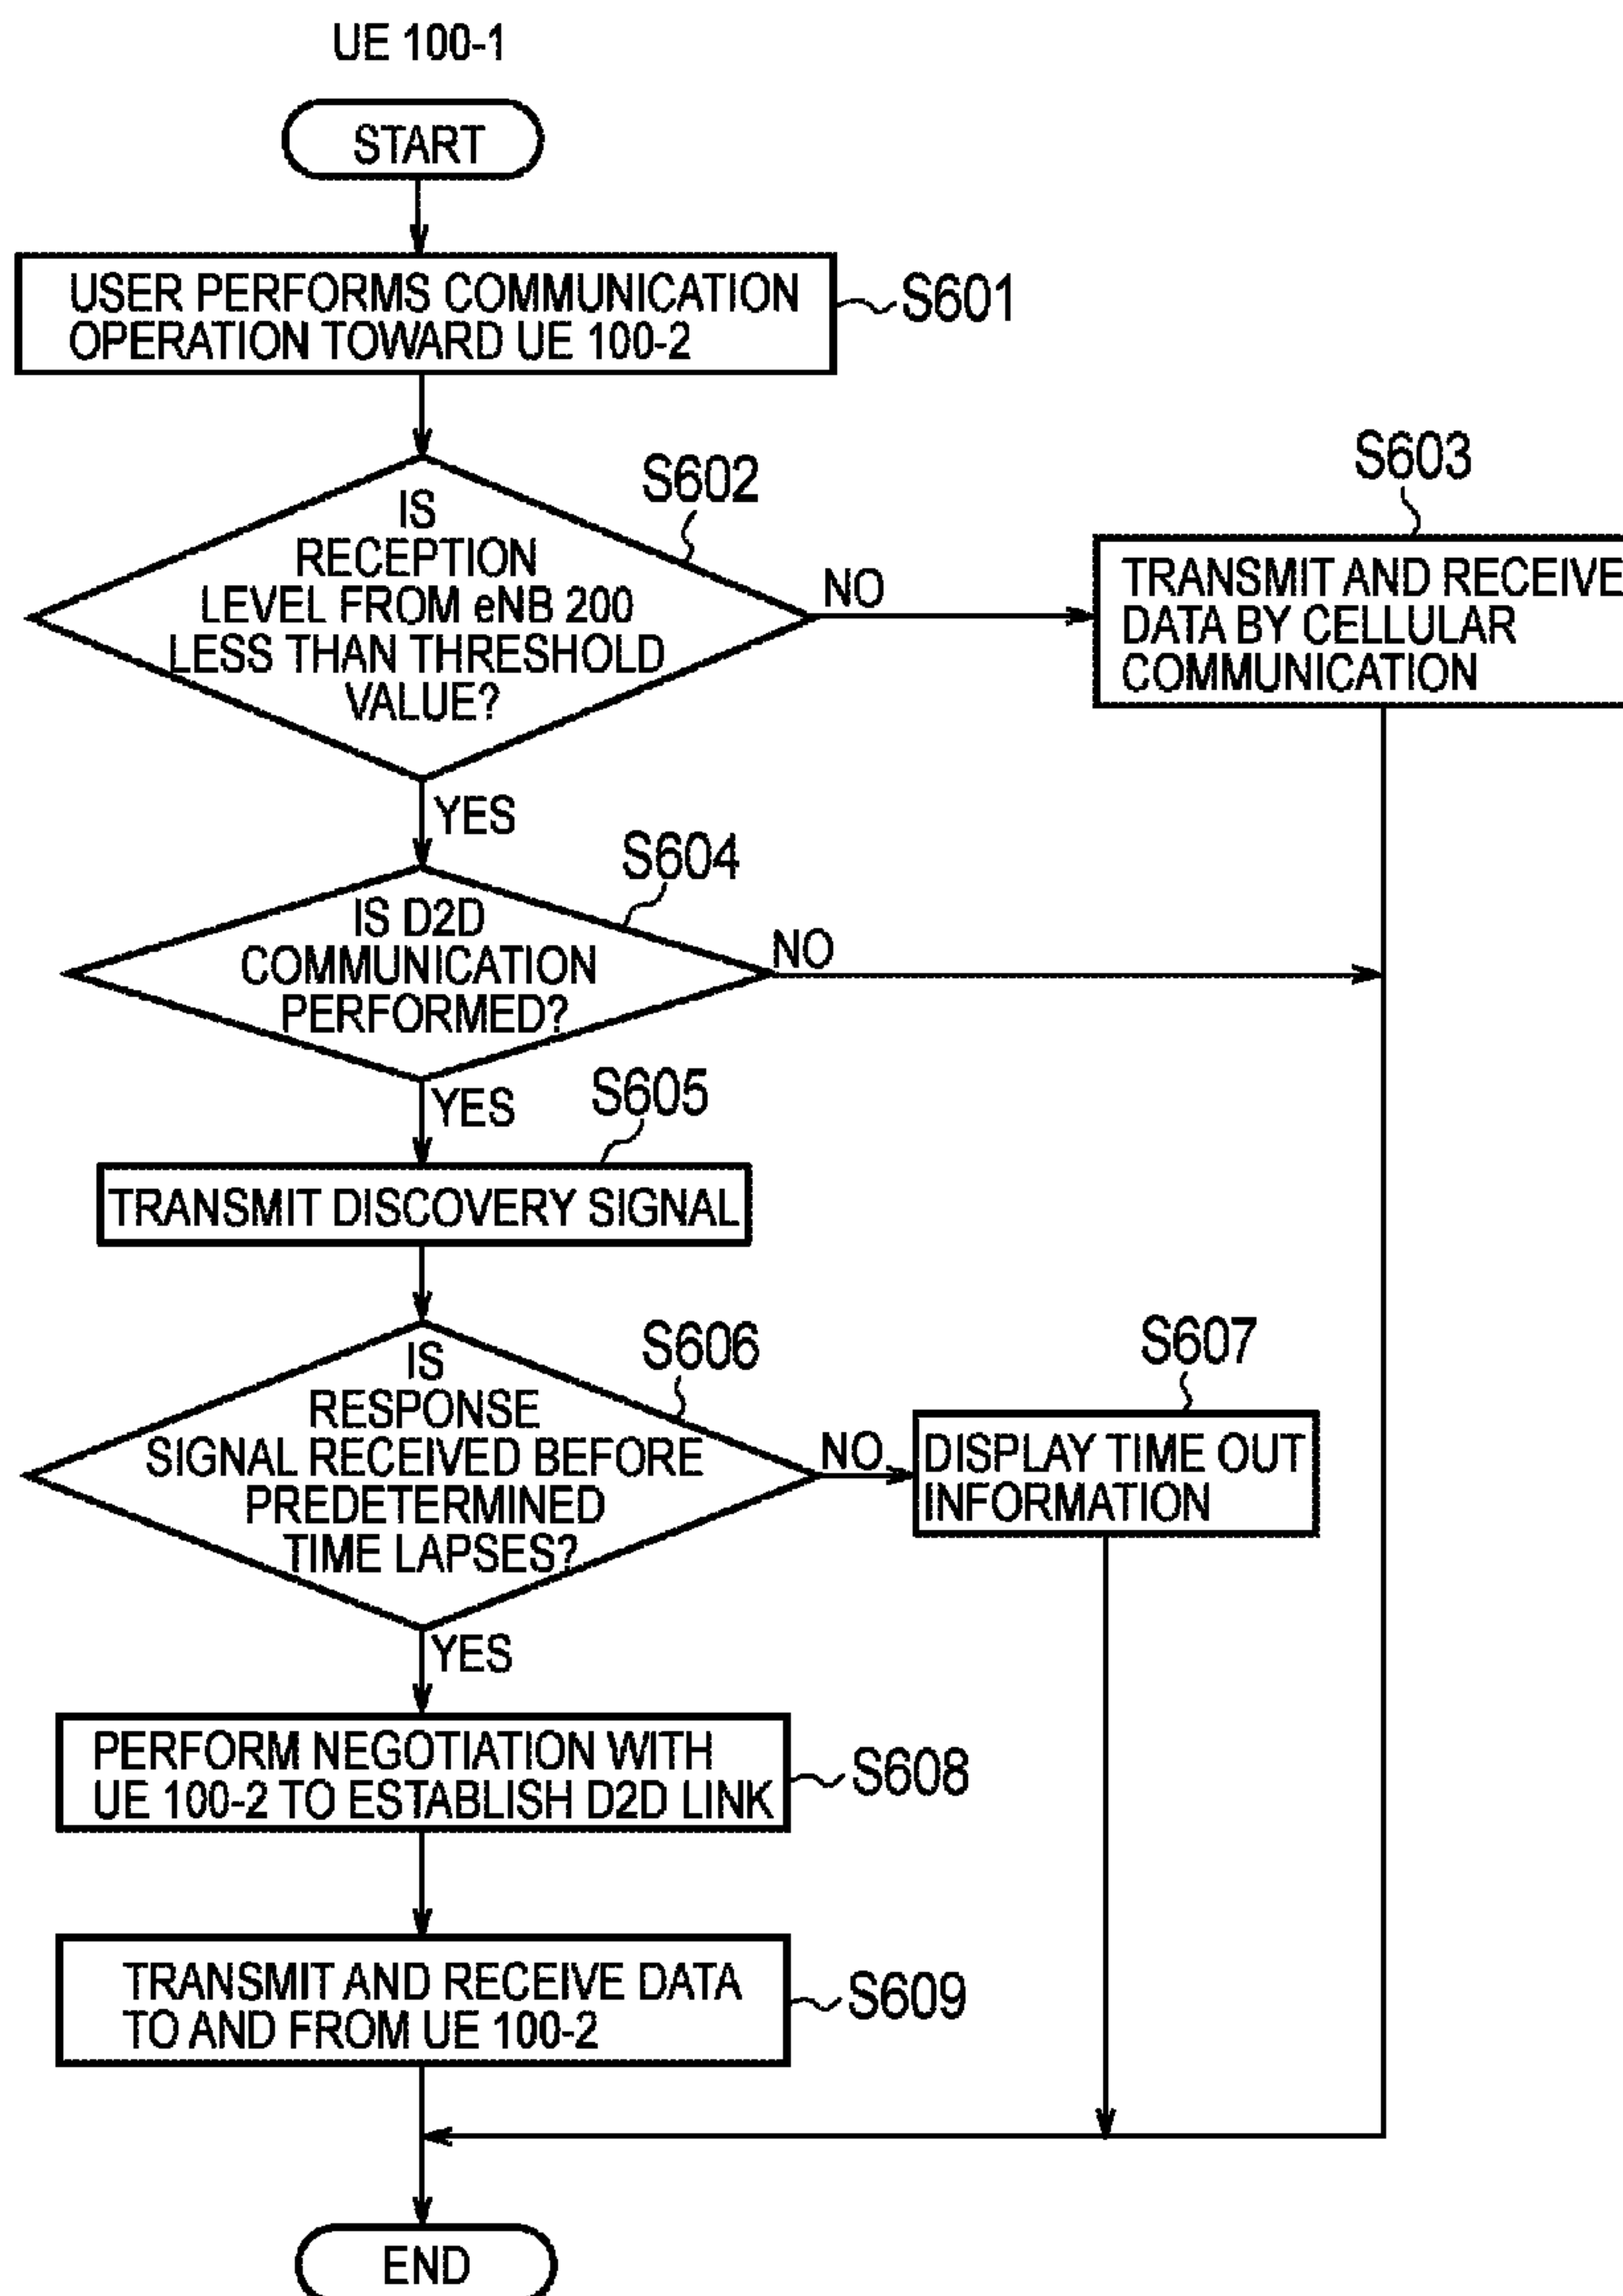 UE 100-1
START
USER PERFORMS COMMUNICATION
OPERATION TOWARD UE 100-2
S601
S602
IS
RECEPTION
LEVEL FROM eNB 200
LESS THAN THRESHOLD
VALUE?
NO
S603
TRANSMIT AND RECEIVE
DATA BY CELLULAR
COMMUNICATION
YES
S604
IS D2D
COMMUNICATION
PERFORMED?
NO
YES
S605
TRANSMIT DISCOVERY SIGNAL
S606
IS
RESPONSE
SIGNAL RECEIVED BEFORE
PREDETERMINED
TIME LAPSES?
NO
S607
DISPLAY TIME OUT
INFORMATION
YES
PERFORM NEGOTIATION WITH
UE 100-2 TO ESTABLISH D2D LINK
S608
TRANSMIT AND RECEIVE DATA
TO AND FROM UE 100-2
S609
END